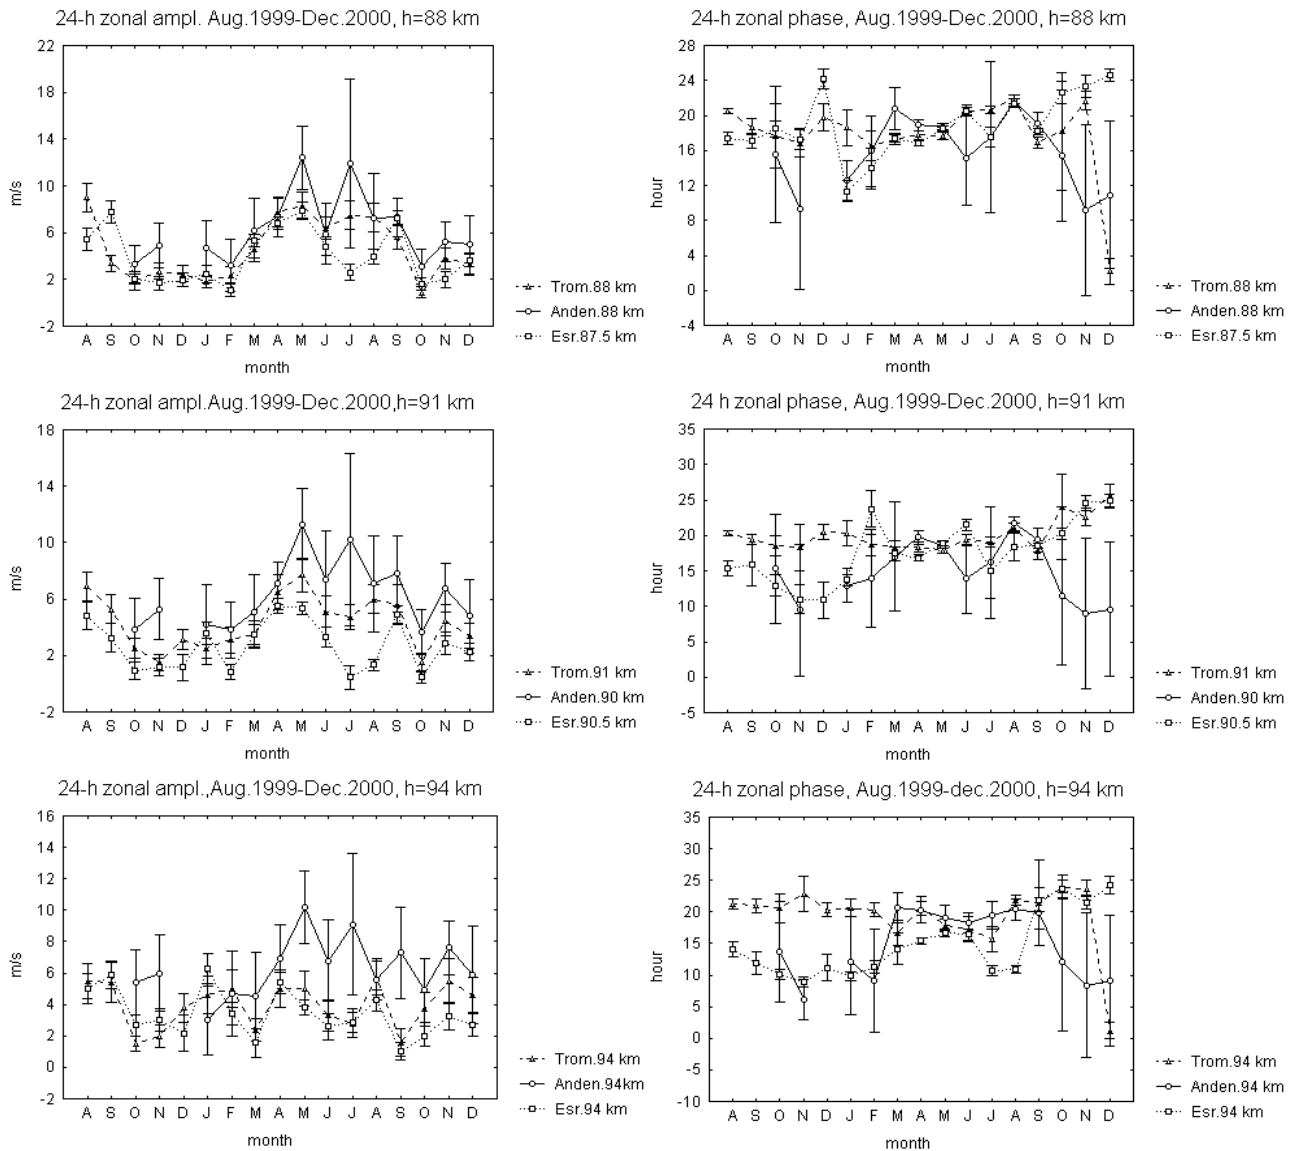 24-h zonal ampl. Aug.1999-Dec.2000, h=88 km
22
18
14
10
6
2
-2
m/s
A S O N D J F M A M J J A S O N D
month
Trom.88 km
Anden.88 km
Esr.87.5 km
24-h zonal phase, Aug.1999-Dec.2000, h=88 km
28
24
20
16
12
8
4
0
-4
hour
A S O N D J F M A M J J A S O N D
month
Trom.88 km
Anden.88 km
Esr.87.5 km
24-h zonal ampl.Aug.1999-Dec.2000,h=91 km
18
14
10
6
2
-2
m/s
A S O N D J F M A M J J A S O N D
month
Trom.91 km
Anden.90 km
Esr.90.5 km
24 h zonal phase, Aug.1999-Dec.2000, h=91 km
35
30
25
20
15
10
5
0
-5
hour
A S O N D J F M A M J J A S O N D
month
Trom.91 km
Anden.90 km
Esr.90.5 km
24-h zonal ampl.,Aug.1999-Dec.2000, h=94 km
16
14
12
10
8
6
4
2
0
-2
m/s
A S O N D J F M A M J J A S O N D
month
Trom.94 km
Anden.94km
Esr.94 km
24-h zonal phase, Aug.1999-dec.2000, h=94 km
35
30
25
20
15
10
5
0
-5
-10
hour
A S O N D J F M A M J J A S O N D
month
Trom.94 km
Anden.94 km
Esr.94 km